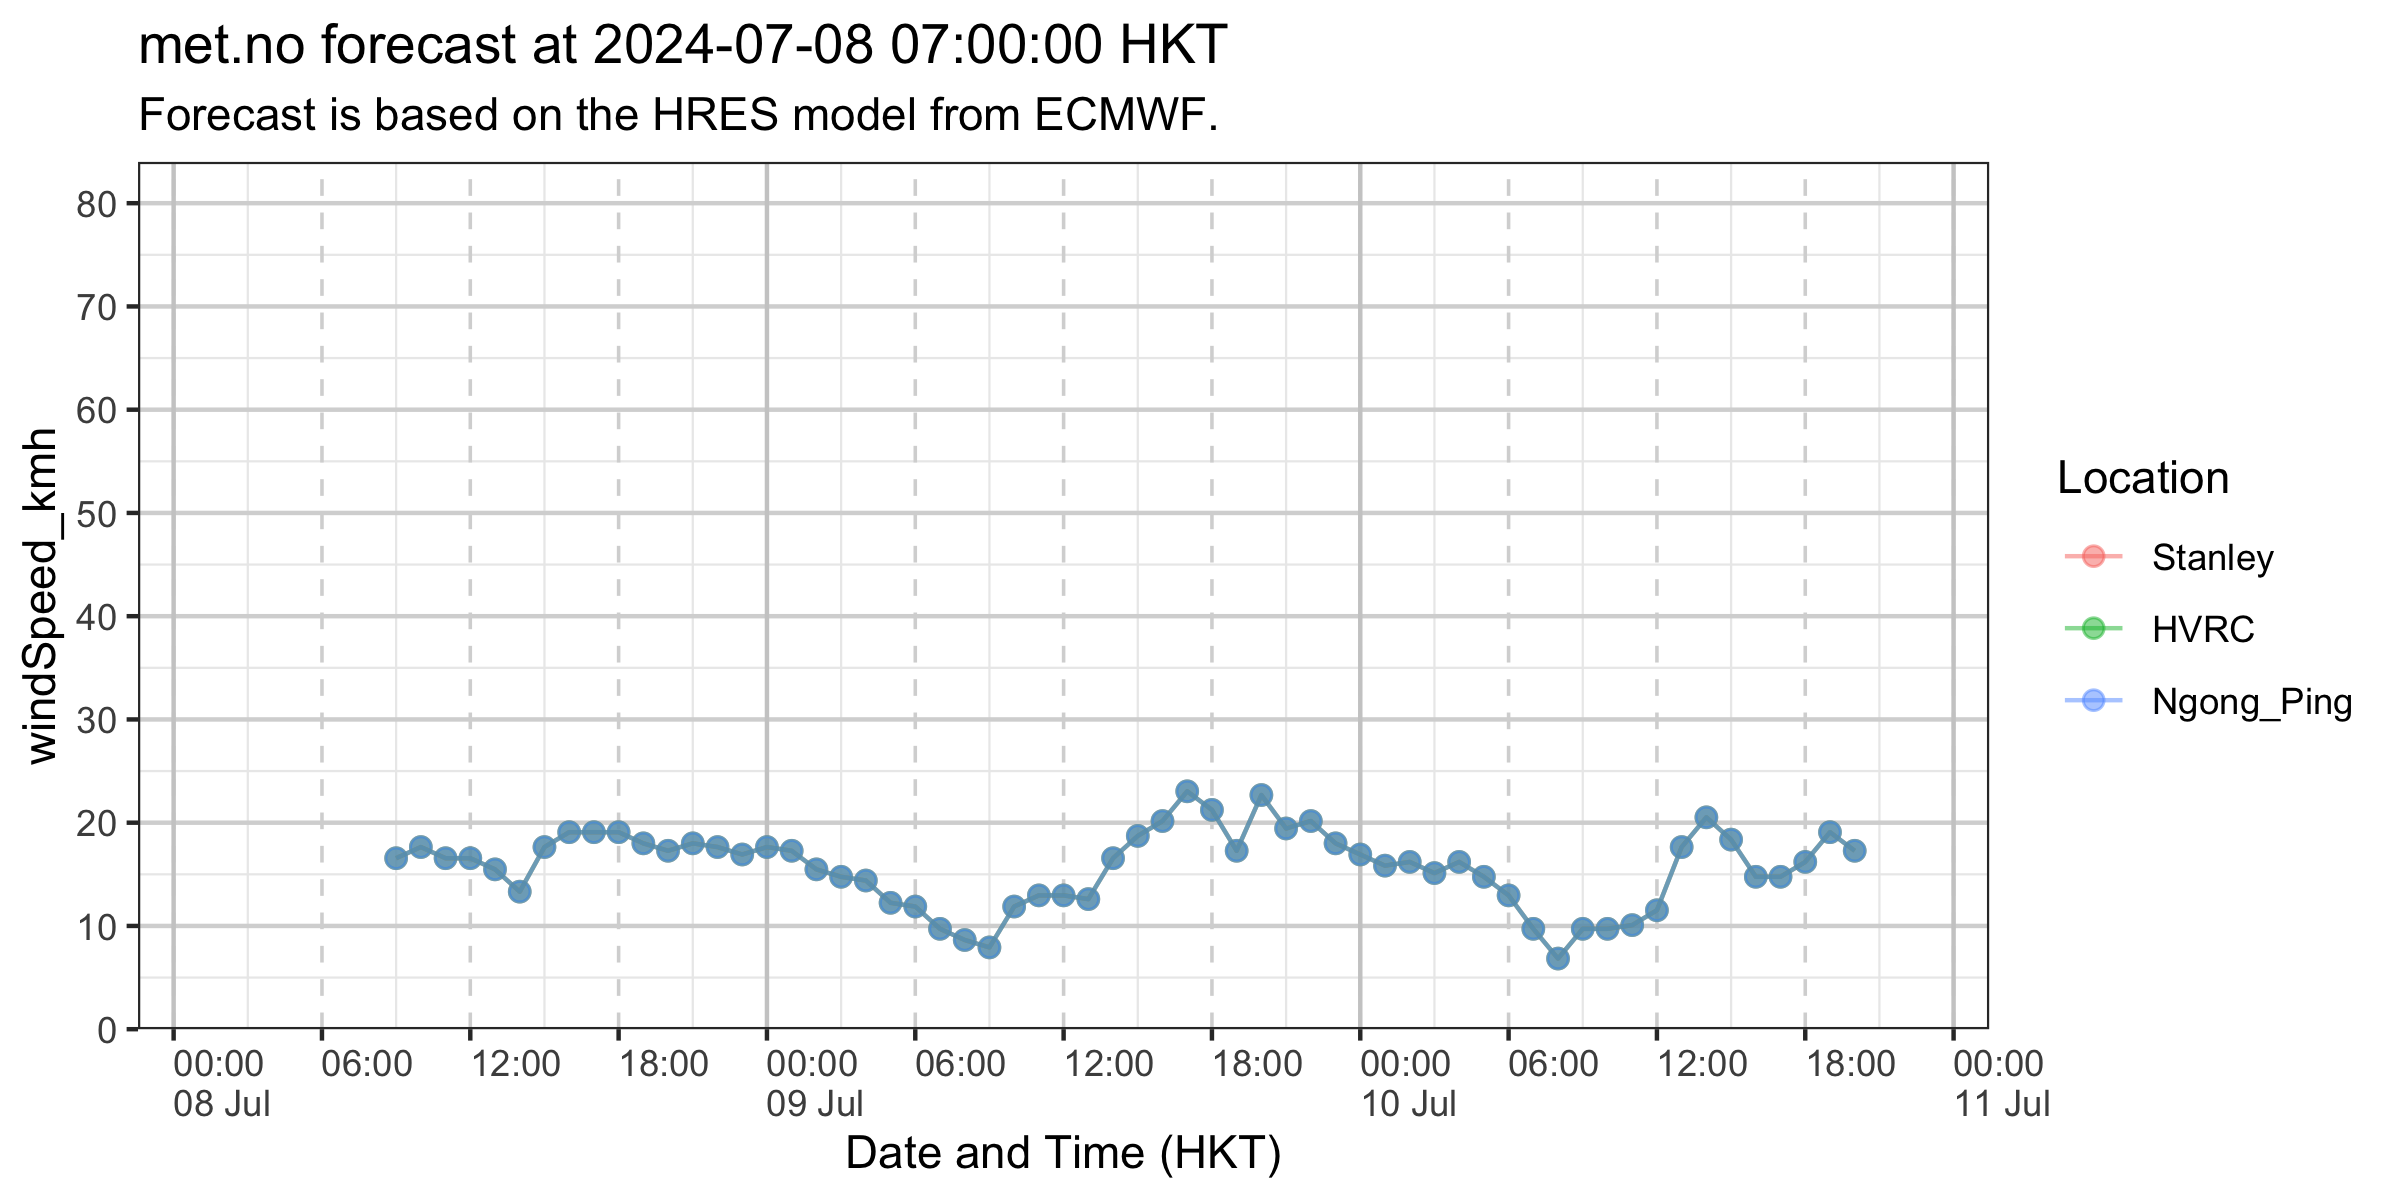 met.no forecast at 2024-07-08 07:00:00 HKT
Forecast is based on the HRES model from ECMWF.
windSpeed_kmh
80
70
60
50
40
30
20
10
0
00:00 06:00 12:00 18:00 00:00 06:00 12:00 18:00 00:00 06:00 12:00 18:00 00:00
08 Jul 09 Jul 10 Jul 11 Jul
Date and Time (HKT)
Location
Stanley
HVRC
Ngong_Ping